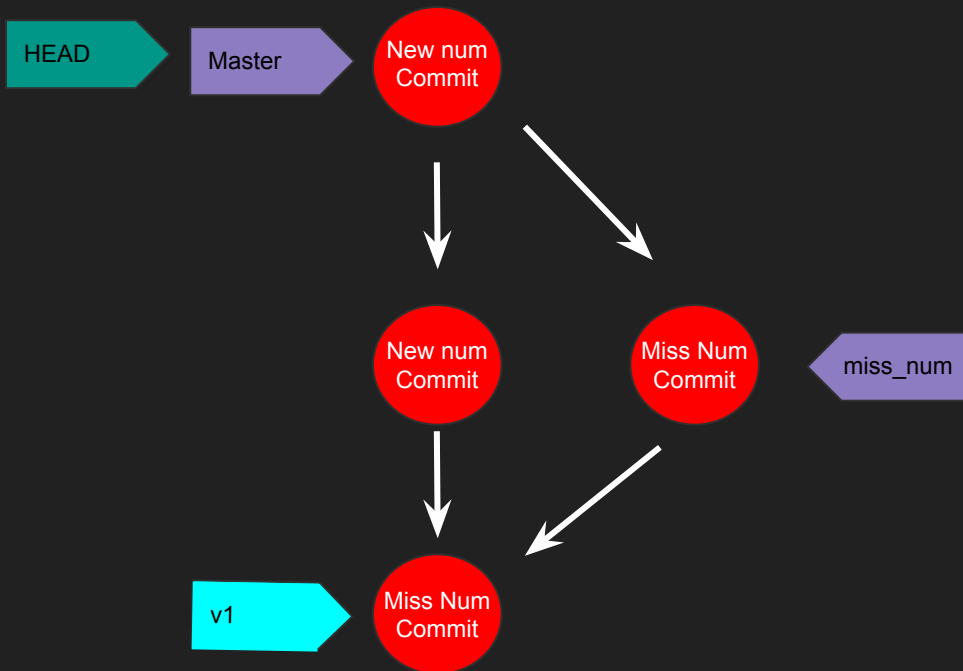 HEAD
Master
New num
Commit
New num
Commit
Miss Num
Commit
miss_num
v1
Miss Num
Commit